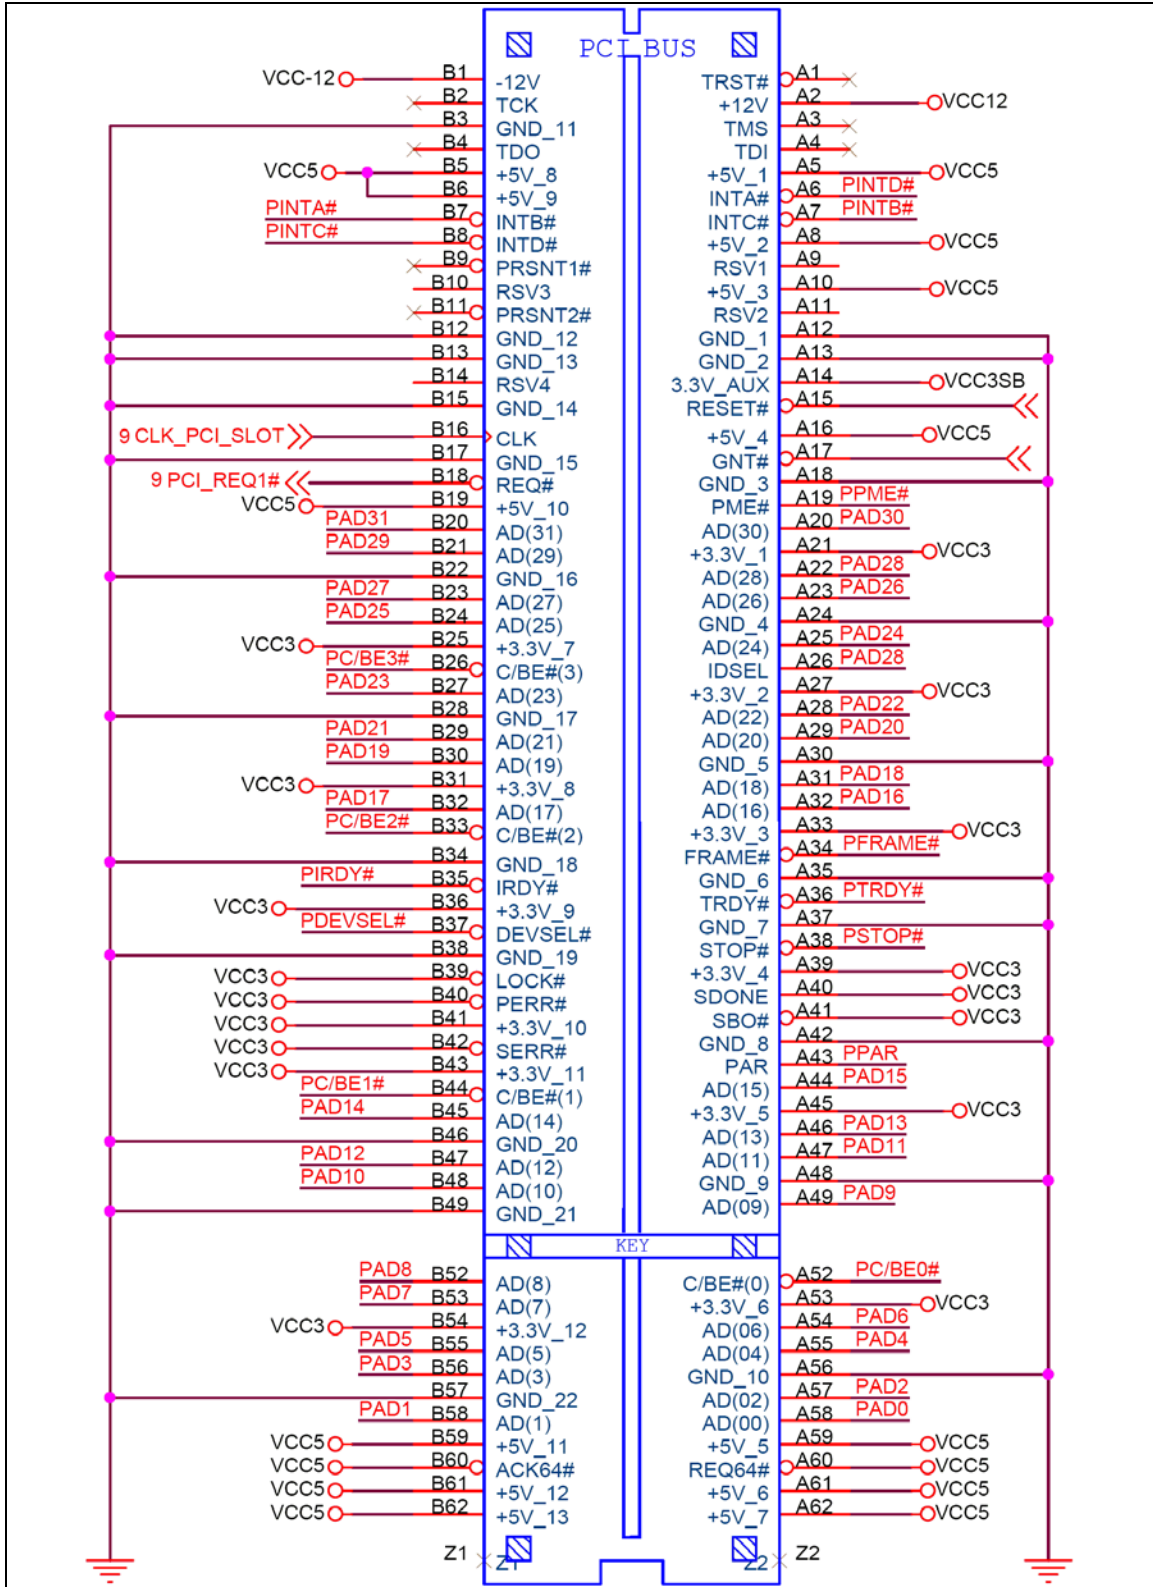 PCI BUS
VCC-12 B1 -12V TRST# A1
B2 TCK +12V A2 VCC12
B3 GND_11 TMS A3
B4 TDO TDI A4
VCC5 B5 +5V_8 +5V_1 A5 VCC5
B6 +5V_9 INTA# A6 PINTD#
PINTA# B7 INTB# INTC# A7 PINTB#
PINTC# B8 INTD# +5V_2 A8 VCC5
B9 PRSNT1# RSV1 A9
B10 RSV3 +5V_3 A10 VCC5
B11 PRSNT2# RSV2 A11
B12 GND_12 GND_1 A12
B13 GND_13 GND_2 A13
B14 RSV4 3.3V_AUX A14 VCC3SB
B15 GND_14 RESET# A15
9 CLK_PCI_SLOT B16 CLK +5V_4 A16 VCC5
B17 GND_15 GNT# A17
9 PCI_REQ1# B18 REQ# GND_3 A18
VCC5 B19 +5V_10 PME# A19 PPME#
PAD31 B20 AD(31) AD(30) A20 PAD30
PAD29 B21 AD(29) +3.3V_1 A21 VCC3
B22 GND_16 AD(28) A22 PAD28
PAD27 B23 AD(27) AD(26) A23 PAD26
PAD25 B24 AD(25) GND_4 A24
VCC3 B25 +3.3V_7 AD(24) A25 PAD24
PC/BE3# B26 C/BE#(3) IDSEL A26 PAD28
PAD23 B27 AD(23) +3.3V_2 A27 VCC3
B28 GND_17 AD(22) A28 PAD22
PAD21 B29 AD(21) AD(20) A29 PAD20
PAD19 B30 AD(19) GND_5 A30
VCC3 B31 +3.3V_8 AD(18) A31 PAD18
PAD17 B32 AD(17) AD(16) A32 PAD16
PC/BE2# B33 C/BE#(2) +3.3V_3 A33 VCC3
B34 GND_18 FRAME# A34 PFRAME#
PIRDY# B35 IRDY# GND_6 A35
VCC3 B36 +3.3V_9 TRDY# A36 PTRDY#
PDEVSEL# B37 DEVSEL# GND_7 A37
B38 GND_19 STOP# A38 PSTOP#
VCC3 B39 LOCK# +3.3V_4 A39 VCC3
VCC3 B40 PERR# SDONE A40 VCC3
VCC3 B41 +3.3V_10 SBO# A41 VCC3
VCC3 B42 SERR# GND_8 A42
VCC3 B43 +3.3V_11 PAR A43 PPAR
PC/BE1# B44 C/BE#(1) AD(15) A44 PAD15
PAD14 B45 AD(14) +3.3V_5 A45 VCC3
B46 GND_20 AD(13) A46 PAD13
PAD12 B47 AD(12) AD(11) A47 PAD11
PAD10 B48 AD(10) GND_9 A48
B49 GND_21 AD(09) A49 PAD9
KEY
PAD8 B52 AD(8) C/BE#(0) A52 PC/BE0#
PAD7 B53 AD(7) +3.3V_6 A53 VCC3
VCC3 B54 +3.3V_12 AD(06) A54 PAD6
PAD5 B55 AD(5) AD(04) A55 PAD4
PAD3 B56 AD(3) GND_10 A56
B57 GND_22 AD(02) A57 PAD2
PAD1 B58 AD(1) AD(00) A58 PAD0
VCC5 B59 +5V_11 +5V_5 A59 VCC5
VCC5 B60 ACK64# REQ64# A60 VCC5
VCC5 B61 +5V_12 +5V_6 A61 VCC5
VCC5 B62 +5V_13 +5V_7 A62 VCC5
Z1 Z1 Z2 Z2